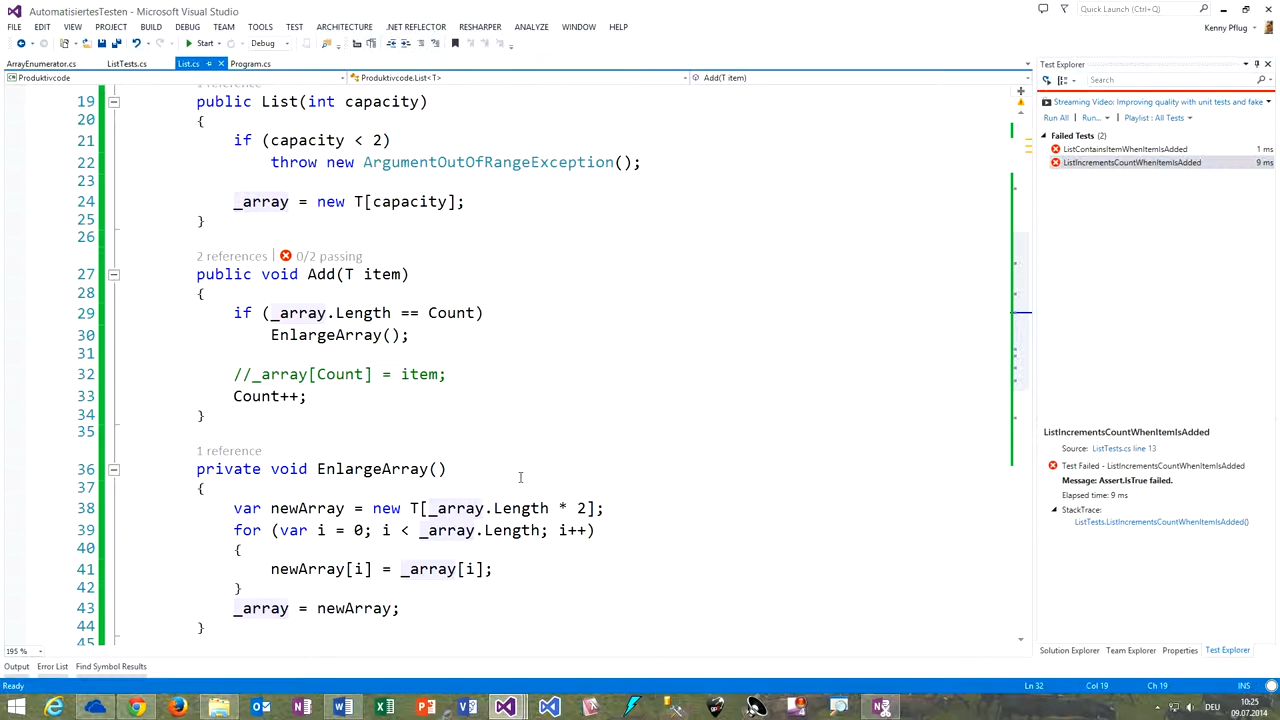 AutomatisiertesTesten - Microsoft Visual Studio
Quick Launch (Ctrl+Q)
FILE EDIT VIEW PROJECT BUILD DEBUG TEAM TOOLS TEST ARCHITECTURE .NET REFLECTOR RESHARPER ANALYZE WINDOW HELP
Kenny Pflug
Start Debug
ArrayEnumerator.cs ListTests.cs List.cs Program.cs
Produktivcode Produktivcode.List<T> Add(T item)
1 reference
19 public List(int capacity)
20 {
21 if (capacity < 2)
22 throw new ArgumentOutOfRangeException();
23
24 _array = new T[capacity];
25 }
26
2 references | 0/2 passing
27 public void Add(T item)
28 {
29 if (_array.Length == Count)
30 EnlargeArray();
31
32 //_array[Count] = item;
33 Count++;
34 }
35
1 reference
36 private void EnlargeArray()
37 {
38 var newArray = new T[_array.Length * 2];
39 for (var i = 0; i < _array.Length; i++)
40 {
41 newArray[i] = _array[i];
42 }
43 _array = newArray;
44 }
45
195 %
Test Explorer
Search
Streaming Video: Improving quality with unit tests and fake
Run All Run... Playlist : All Tests
Failed Tests (2)
ListContainsItemWhenItemIsAdded 1 ms
ListIncrementsCountWhenItemIsAdded 9 ms
ListIncrementsCountWhenItemIsAdded
Source: ListTests.cs line 13
Test Failed - ListIncrementsCountWhenItemIsAdded
Message: Assert.IsTrue failed.
Elapsed time: 9 ms
StackTrace:
ListTests.ListIncrementsCountWhenItemIsAdded()
Solution Explorer Team Explorer Properties Test Explorer
Output Error List Find Symbol Results
Ready Ln 32 Col 19 Ch 19 INS
DEU
10:25
09.07.2014